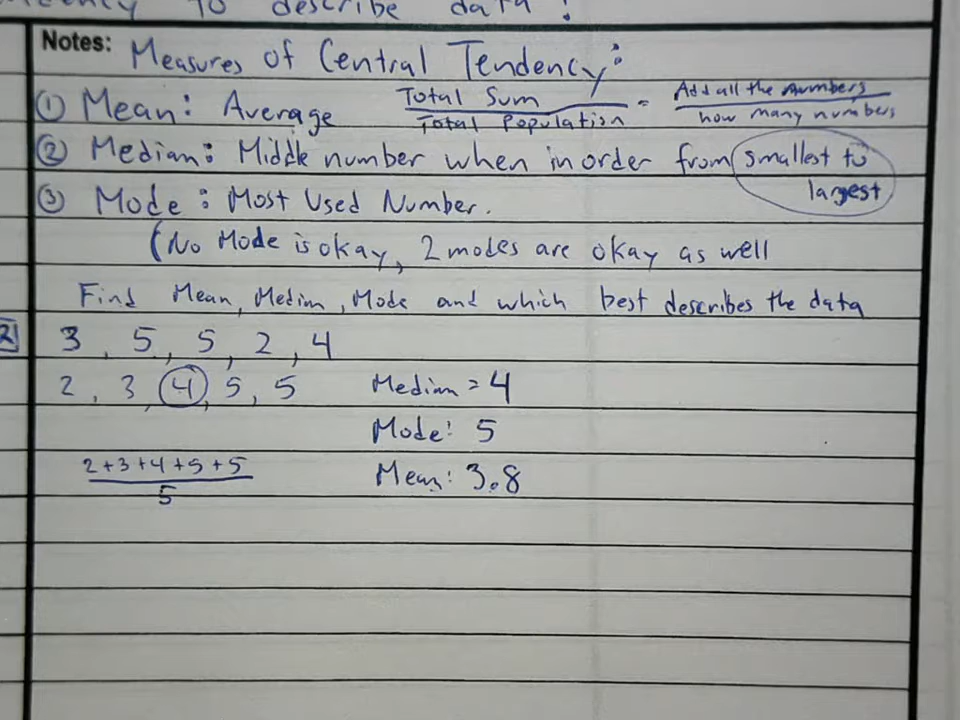 to describe data!
Notes: Measures of Central Tendency:
① Mean: Average Total Sum / Total Population = Add all the numbers / how many numbers
② Median: Middle number when in order from smallest to largest
③ Mode: Most Used Number.
(No Mode is okay, 2 modes are okay as well
Find Mean, Medim, Mode and which best describes the data
3, 5, 5, 2, 4
2, 3, 4, 5, 5 Median = 4
Mode: 5
2+3+4+5+5 / 5 Mean: 3.8